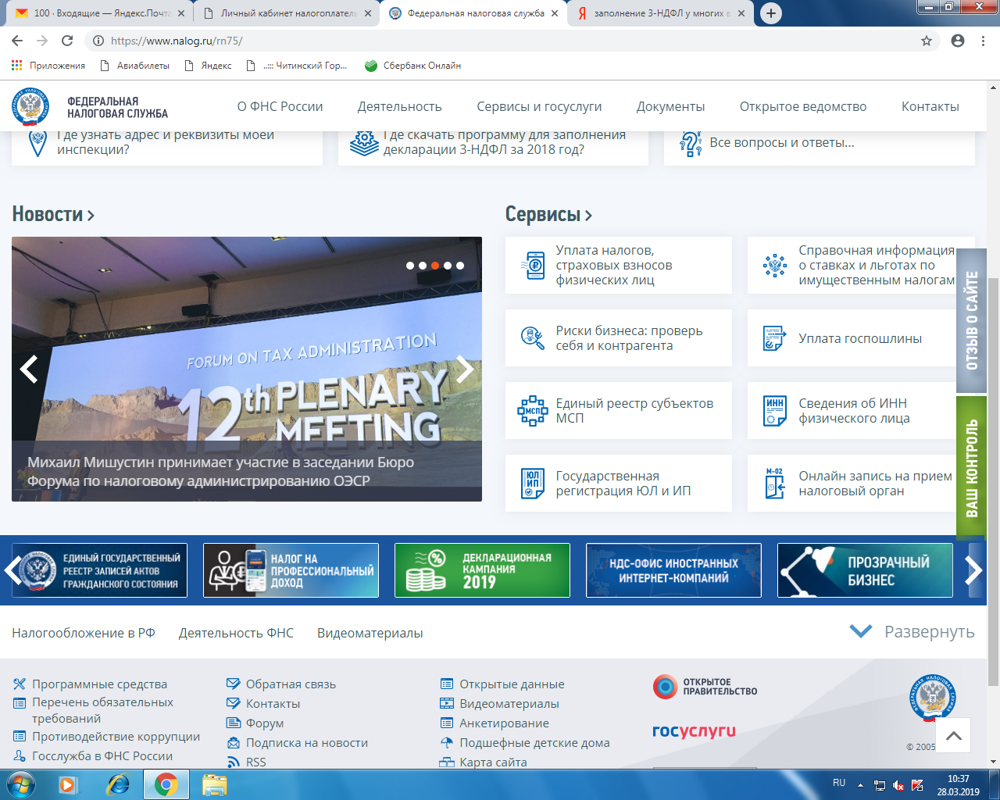 100 · Входящие — Яндекс.Почта
Личный кабинет налогоплатель
Федеральная налоговая служба
заполнение 3-НДФЛ у многих в
https://www.nalog.ru/rn75/
Приложения
Авиабилеты
Яндекс
..::: Читинский Гор...
Сбербанк Онлайн
ФЕДЕРАЛЬНАЯ
НАЛОГОВАЯ СЛУЖБА
О ФНС России
Деятельность
Сервисы и госуслуги
Документы
Открытое ведомство
Контакты
Где узнать адрес и реквизиты моей
инспекции?
Где скачать программу для заполнения
декларации 3-НДФЛ за 2018 год?
Все вопросы и ответы...
Новости
FORUM ON TAX ADMINISTRATION
12th PLENARY
MEETING
Михаил Мишустин принимает участие в заседании Бюро
Форума по налоговому администрированию ОЭСР
Сервисы
Уплата налогов,
страховых взносов
физических лиц
Справочная информация
о ставках и льготах по
имущественным налогам
Риски бизнеса: проверь
себя и контрагента
Уплата госпошлины
МСП
Единый реестр субъектов
МСП
ИНН
Сведения об ИНН
физического лица
ЮЛ
ИП
Государственная
регистрация ЮЛ и ИП
М-02
Онлайн запись на прием
налоговый орган
ОТЗЫВ О САЙТЕ
ВАШ КОНТРОЛЬ
ЕДИНЫЙ ГОСУДАРСТВЕННЫЙ
РЕЕСТР ЗАПИСЕЙ АКТОВ
ГРАЖДАНСКОГО СОСТОЯНИЯ
НАЛОГ НА
ПРОФЕССИОНАЛЬНЫЙ
ДОХОД
ДЕКЛАРАЦИОННАЯ
КАМПАНИЯ
2019
НДС-ОФИС ИНОСТРАННЫХ
ИНТЕРНЕТ-КОМПАНИЙ
ПРОЗРАЧНЫЙ
БИЗНЕС
Налогообложение в РФ
Деятельность ФНС
Видеоматериалы
Развернуть
Программные средства
Перечень обязательных
требований
Противодействие коррупции
Госслужба в ФНС России
Обратная связь
Контакты
Форум
Подписка на новости
RSS
Открытые данные
Видеоматериалы
Анкетирование
Подшефные детские дома
Карта сайта
ОТКРЫТОЕ
ПРАВИТЕЛЬСТВО
госуслуги
© 2005
RU
10:37
28.03.2019